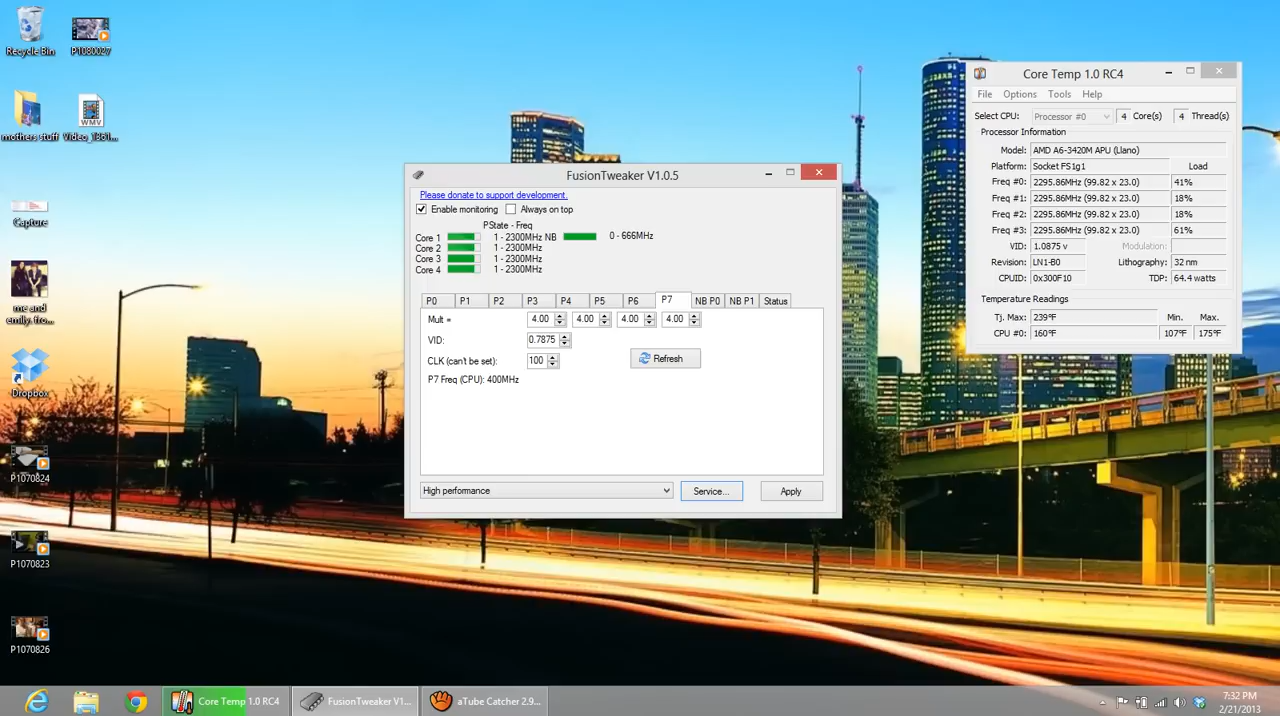 Recycle Bin
P1080027
mothers stuff
WMV
Video_1361...
Capture
me and
emily. fro...
Dropbox
P1070824
P1070823
P1070826
FusionTweaker V1.0.5
Please donate to support development.
Enable monitoring
Always on top
PState - Freq
Core 1 1 - 2300MHz NB 0 - 666MHz
Core 2 1 - 2300MHz
Core 3 1 - 2300MHz
Core 4 1 - 2300MHz
P0 P1 P2 P3 P4 P5 P6 P7 NB P0 NB P1 Status
Mult = 4.00 4.00 4.00 4.00
VID: 0.7875
CLK (can't be set): 100
Refresh
P7 Freq (CPU): 400MHz
High performance
Service...
Apply
Core Temp 1.0 RC4
File Options Tools Help
Select CPU: Processor #0 4 Core(s) 4 Thread(s)
Processor Information
Model: AMD A6-3420M APU (Llano)
Platform: Socket FS1g1 Load
Freq #0: 2295.86MHz (99.82 x 23.0) 41%
Freq #1: 2295.86MHz (99.82 x 23.0) 18%
Freq #2: 2295.86MHz (99.82 x 23.0) 18%
Freq #3: 2295.86MHz (99.82 x 23.0) 61%
VID: 1.0875 v Modulation:
Revision: LN1-B0 Lithography: 32 nm
CPUID: 0x300F10 TDP: 64.4 watts
Temperature Readings
Tj. Max: 239°F Min. Max.
CPU #0: 160°F 107°F 175°F
Core Temp 1.0 RC4
FusionTweaker V1...
aTube Catcher 2.9...
7:32 PM
2/21/2013